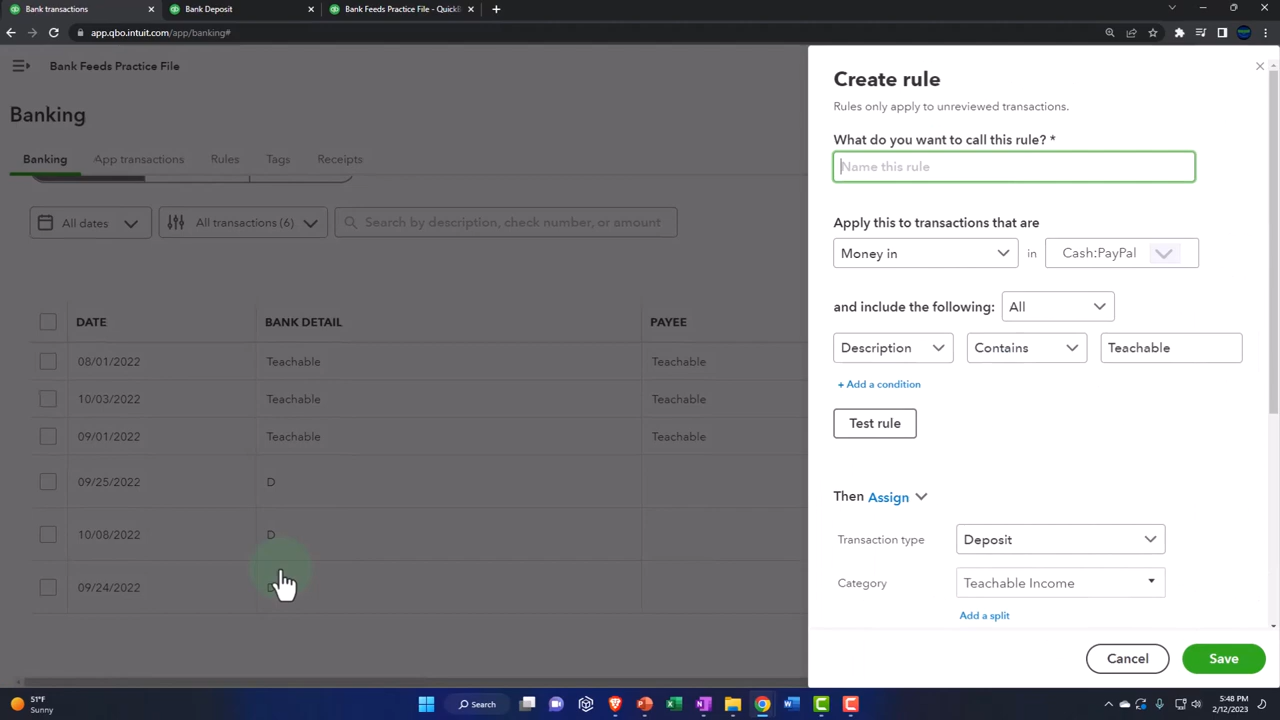 Bank transactions
Bank Deposit
Bank Feeds Practice File - Quick
app.qbo.intuit.com/app/banking#
Bank Feeds Practice File
Banking
Banking App transactions Rules Tags Receipts
All dates
All transactions (6)
Search by description, check number, or amount
DATE BANK DETAIL PAYEE
08/01/2022 Teachable Teachable
10/03/2022 Teachable Teachable
09/01/2022 Teachable Teachable
09/25/2022 D
10/08/2022 D
09/24/2022
Create rule
Rules only apply to unreviewed transactions.
What do you want to call this rule? *
Name this rule
Apply this to transactions that are
Money in in Cash:PayPal
and include the following: All
Description Contains Teachable
+ Add a condition
Test rule
Then Assign
Transaction type Deposit
Category Teachable Income
Add a split
Cancel Save
51°F
Sunny
Search
5:48 PM
2/12/2023